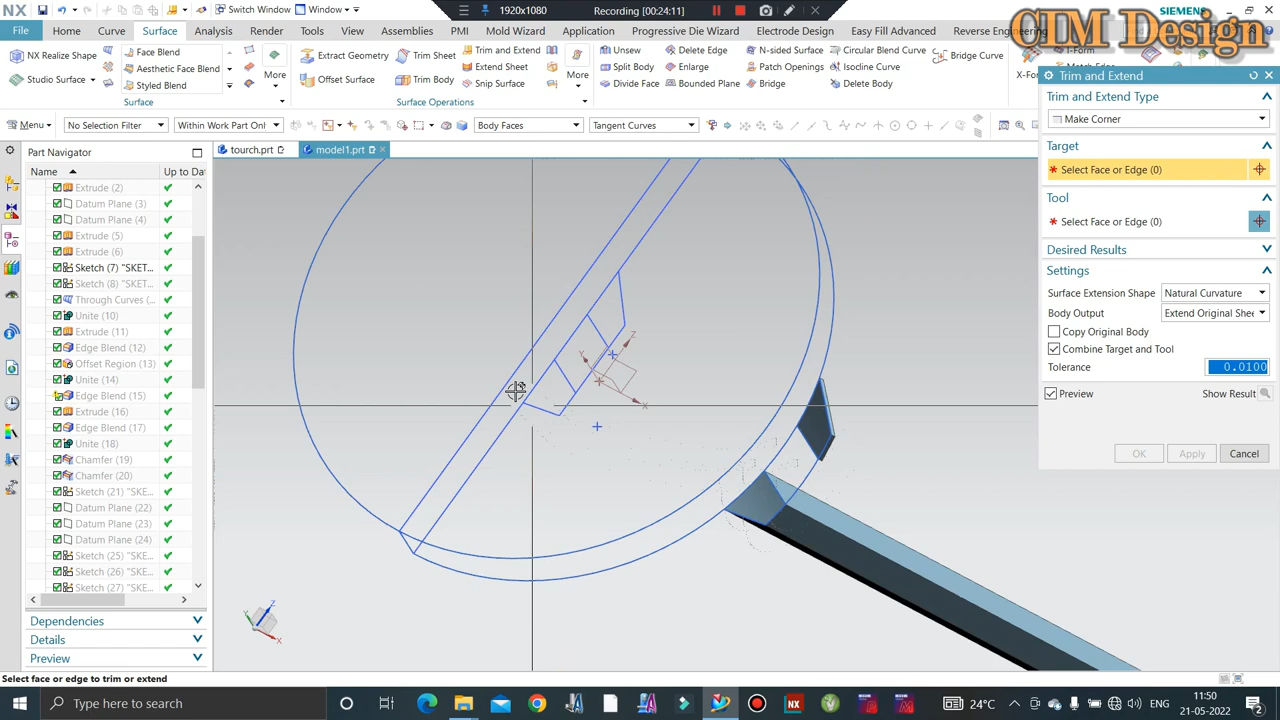 NX
Switch Window
Window
1920x1080
Recording [00:24:11]
SIEMENS
CIM Design
File
Home
Curve
Surface
Analysis
Render
Tools
View
Assemblies
PMI
Mold Wizard
Application
Progressive Die Wizard
Electrode Design
Easy Fill Advanced
Reverse Engineering
NX Realize Shape
Studio Surface
Face Blend
Aesthetic Face Blend
Styled Blend
More
Surface
Extract Geometry
Offset Surface
Trim Sheet
Trim Body
Trim and Extend
Extend Sheet
Snip Surface
More
Surface Operations
Unsew
Split Body
Divide Face
Delete Edge
Enlarge
Bounded Plane
N-sided Surface
Patch Openings
Bridge
Circular Blend Curve
Isocline Curve
Delete Body
Bridge Curve
Menu
No Selection Filter
Within Work Part Onl
Body Faces
Tangent Curves
Part Navigator
tourch.prt
model1.prt
Name
Up to Dat
Extrude (2)
Datum Plane (3)
Datum Plane (4)
Extrude (5)
Extrude (6)
Sketch (7) "SKET...
Sketch (8) "SKET...
Through Curves (...
Unite (10)
Extrude (11)
Edge Blend (12)
Offset Region (13)
Unite (14)
Edge Blend (15)
Extrude (16)
Edge Blend (17)
Unite (18)
Chamfer (19)
Chamfer (20)
Sketch (21) "SKE...
Datum Plane (22)
Datum Plane (23)
Datum Plane (24)
Sketch (25) "SKE...
Sketch (26) "SKE...
Sketch (27) "SKE...
Dependencies
Details
Preview
Z
Y
X
Z
Y
X
Trim and Extend
Trim and Extend Type
Make Corner
Target
* Select Face or Edge (0)
Tool
* Select Face or Edge (0)
Desired Results
Settings
Surface Extension Shape
Natural Curvature
Body Output
Extend Original Shee
Copy Original Body
Combine Target and Tool
Tolerance
0.0100
Preview
Show Result
OK
Apply
Cancel
Select face or edge to trim or extend
Type here to search
24°C
ENG
11:50
21-05-2022
2